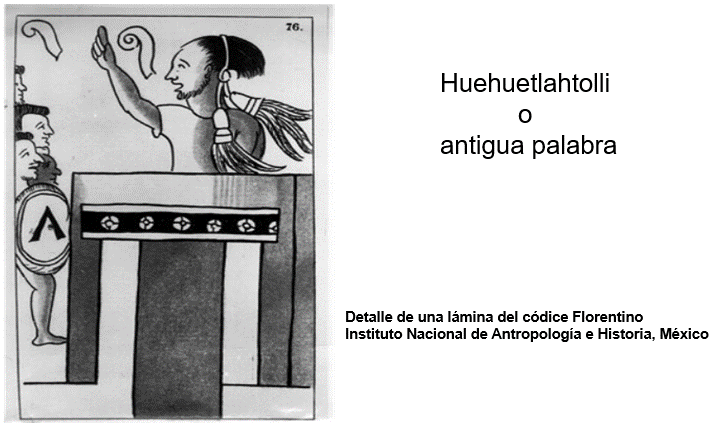 76.
Huehuetlahtolli
o
antigua palabra
Detalle de una lámina del códice Florentino
Instituto Nacional de Antropología e Historia, México